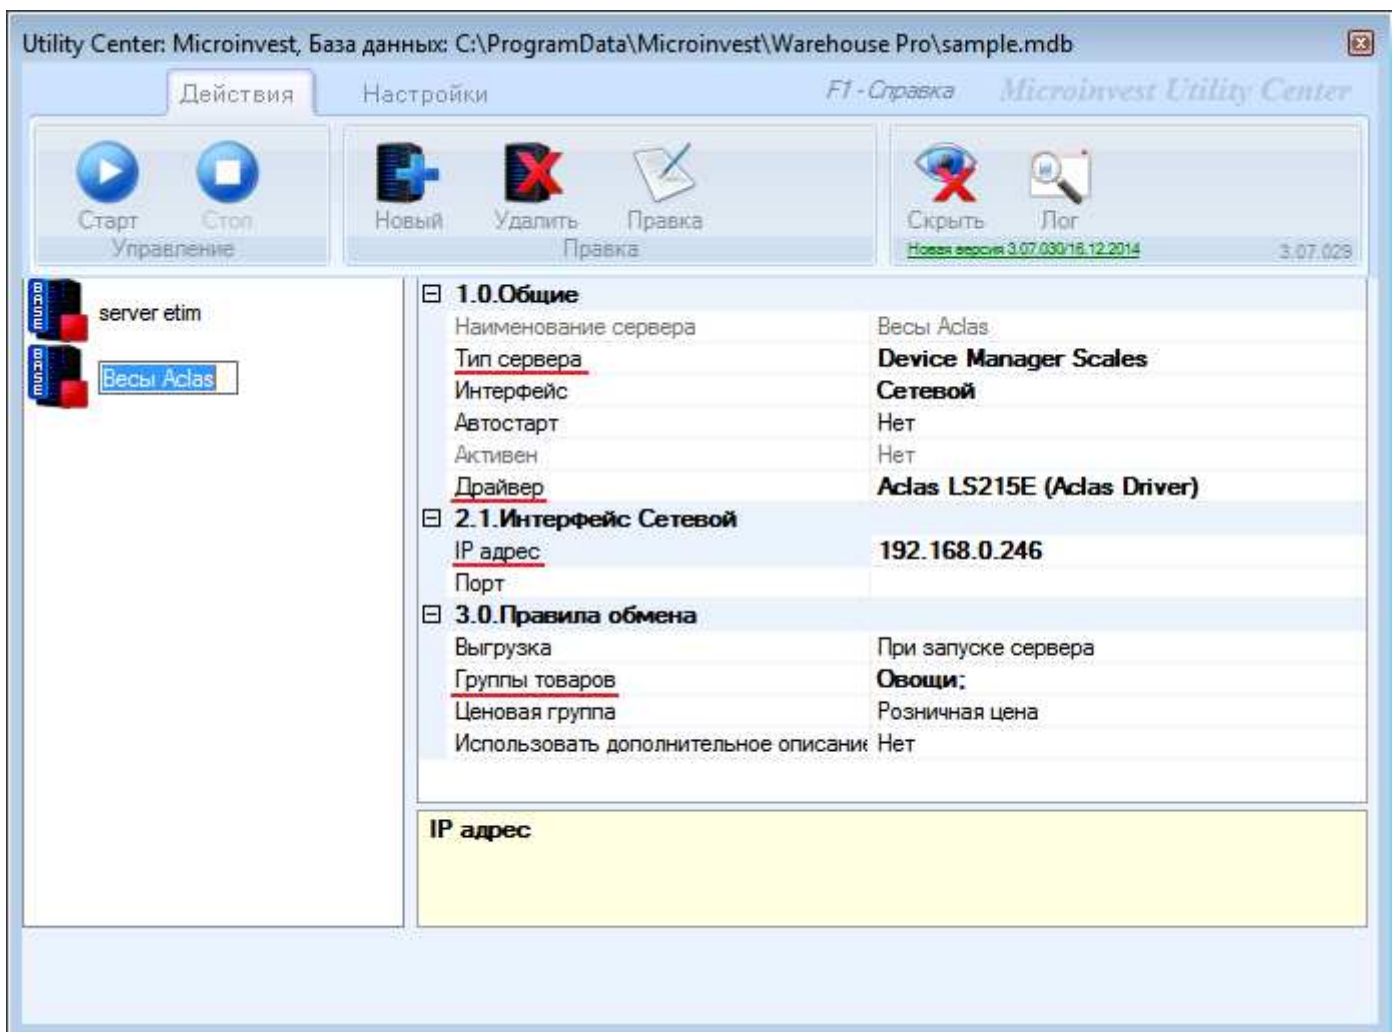 Utility Center: Microinvest, База данных: C:\ProgramData\Microinvest\Warehouse Pro\sample.mdb
Действия Настройки F1 - Справка Microinvest Utility Center
Старт Стоп Новый Удалить Правка Скрыть Лог
Управление Правка Новая версия 3.07.030/16.12.2014 3.07.029
BASE server etim
BASE Весы Aclas
1.0.Общие
Наименование сервера Весы Aclas
Тип сервера Device Manager Scales
Интерфейс Сетевой
Автостарт Нет
Активен Нет
Драйвер Aclas LS215E (Aclas Driver)
2.1.Интерфейс Сетевой
IP адрес 192.168.0.246
Порт
3.0.Правила обмена
Выгрузка При запуске сервера
Группы товаров Овощи;
Ценовая группа Розничная цена
Использовать дополнительное описание Нет
IP адрес